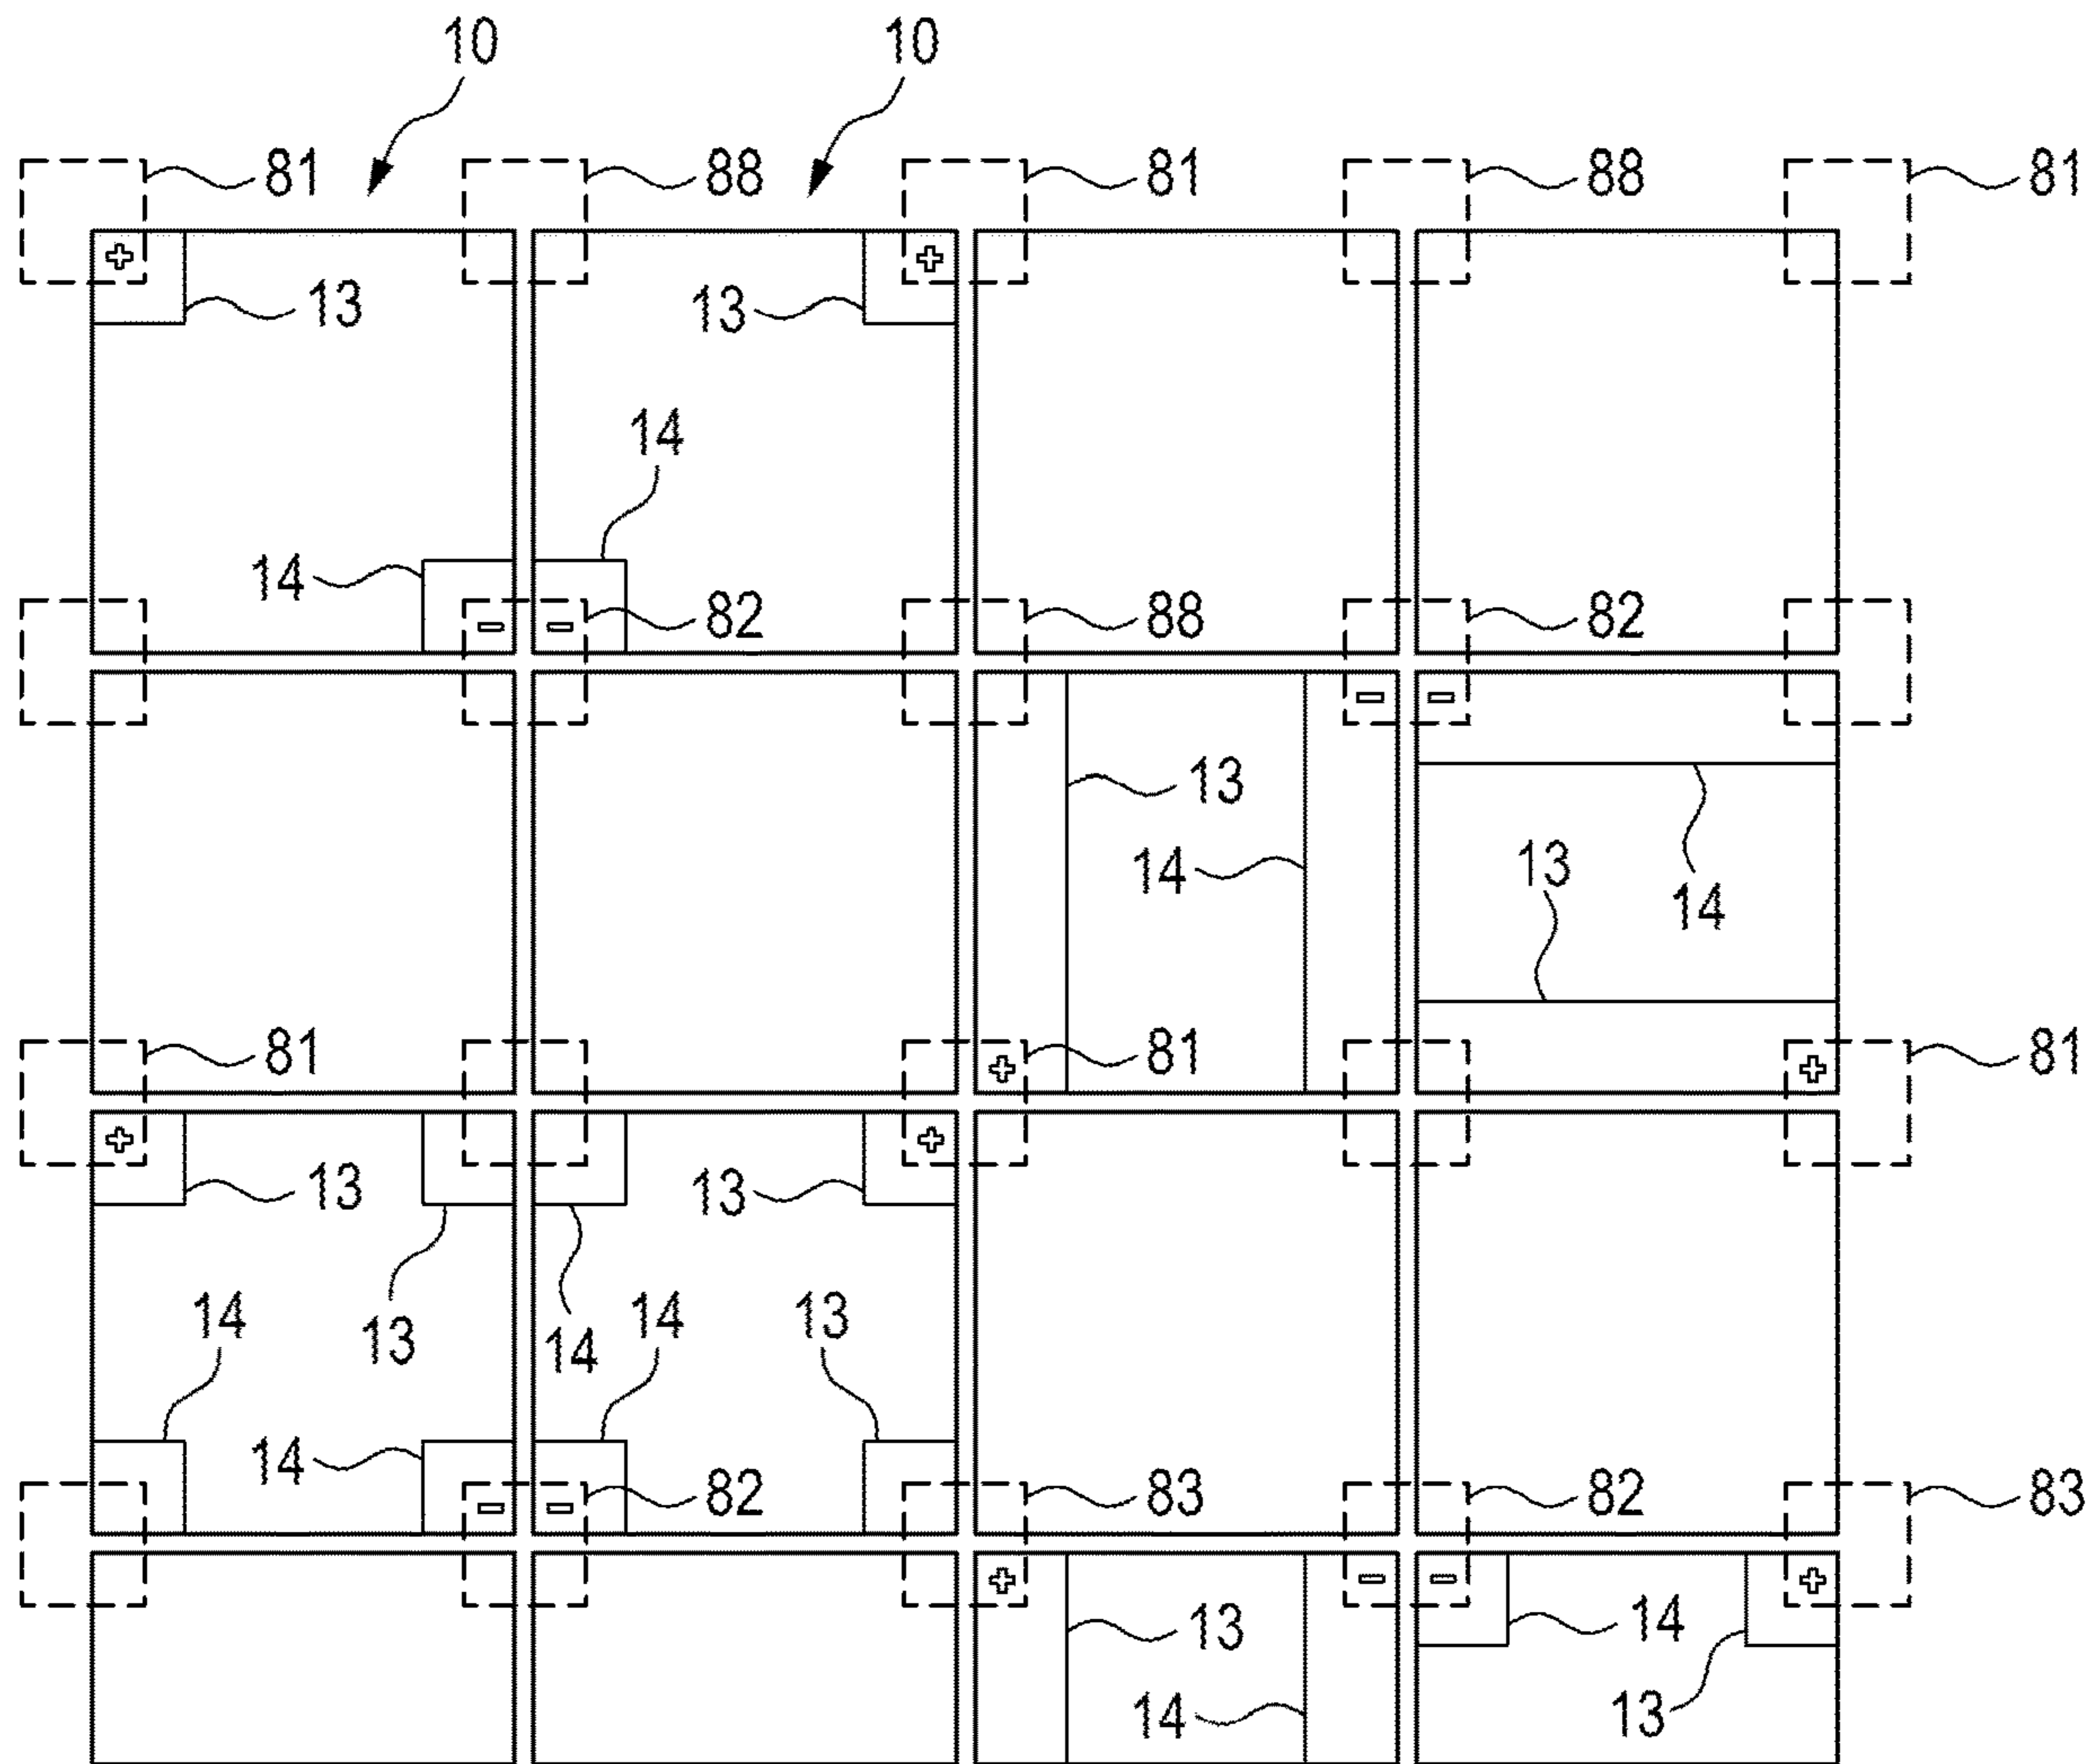 10 10
81 88 81 88 81
+ +
13 13
14
14
82 88 82
- - - -
13
14 13
14
81 81 81
+ +
+ +
13 13
14 14 13
13 14
14
82 83 82 83
- -
+ - - +
13 14
14 13